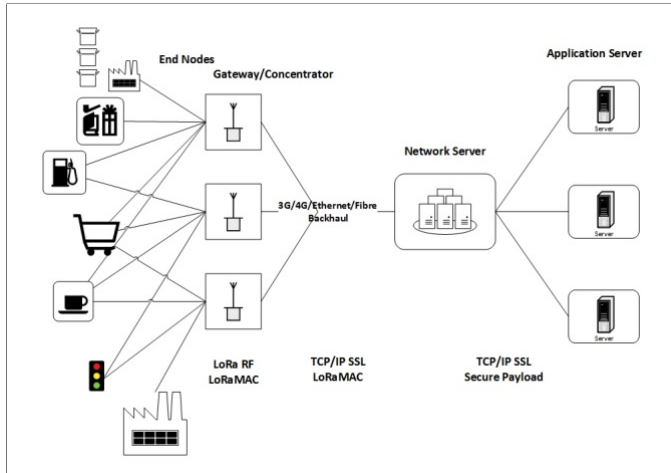 End Nodes
Gateway/Concentrator
Application Server
Server
Network Server
3G/4G/Ethernet/Fibre
Backhaul
Server
Server
LoRa RF
LoRaMAC
TCP/IP SSL
LoRaMAC
TCP/IP SSL
Secure Payload